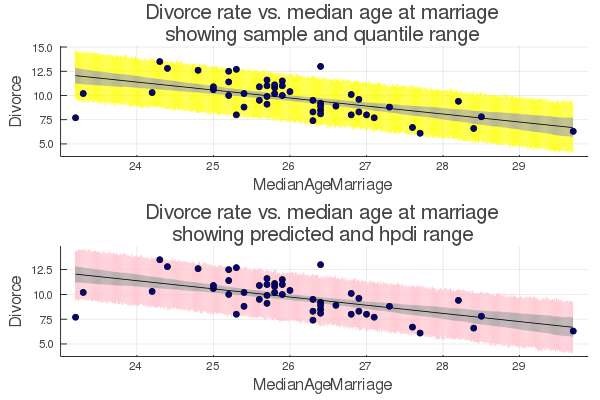 Divorce rate vs. median age at marriage
showing sample and quantile range
15.0
12.5
10.0
7.5
5.0
Divorce
24
25
26
27
28
29
MedianAgeMarriage
Divorce rate vs. median age at marriage
showing predicted and hpdi range
12.5
10.0
7.5
5.0
Divorce
24
25
26
27
28
29
MedianAgeMarriage